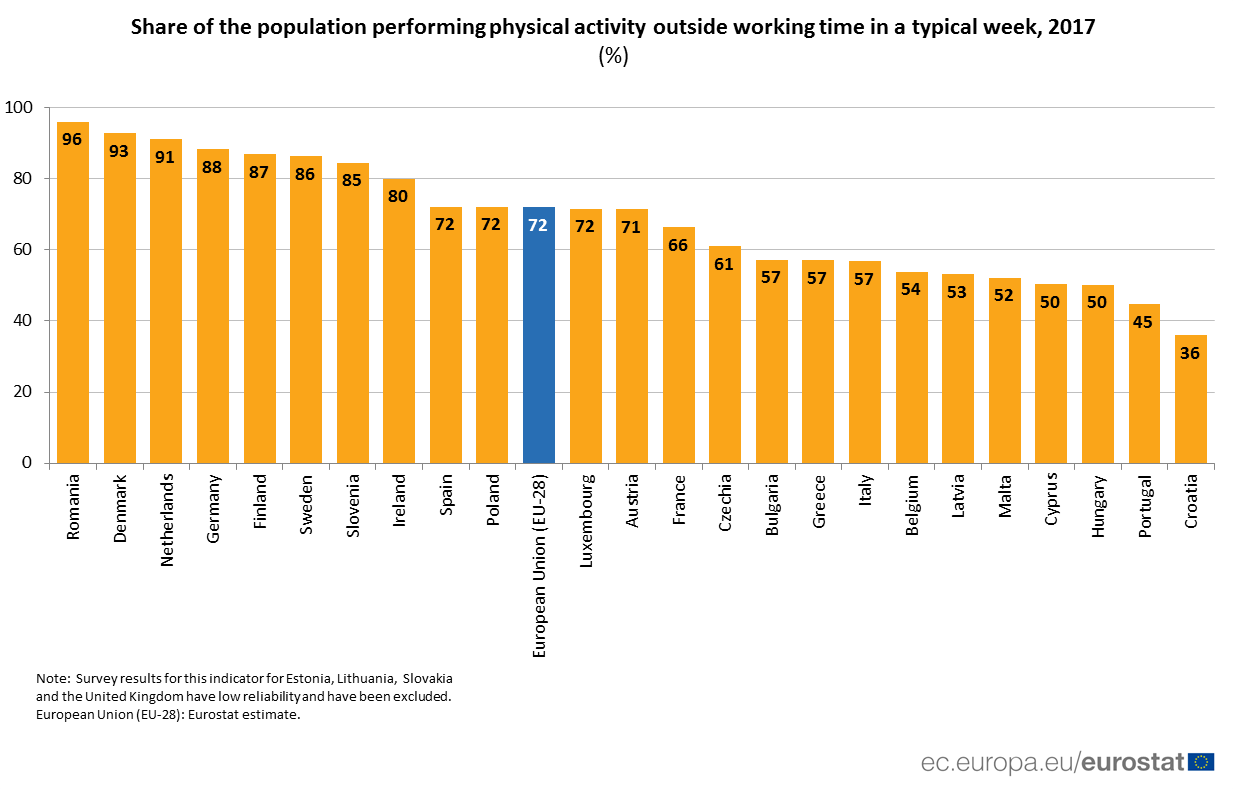 Share of the population performing physical activity outside working time in a typical week, 2017
(%)
100
80
60
40
20
0
96
93
91
88
87
86
85
80
72
72
72
72
71
66
61
57
57
57
54
53
52
50
50
45
36
Romania
Denmark
Netherlands
Germany
Finland
Sweden
Slovenia
Ireland
Spain
Poland
European Union (EU-28)
Luxembourg
Austria
France
Czechia
Bulgaria
Greece
Italy
Belgium
Latvia
Malta
Cyprus
Hungary
Portugal
Croatia
Note: Survey results for this indicator for Estonia, Lithuania, Slovakia
and the United Kingdom have low reliability and have been excluded.
European Union (EU-28): Eurostat estimate.
ec.europa.eu/eurostat